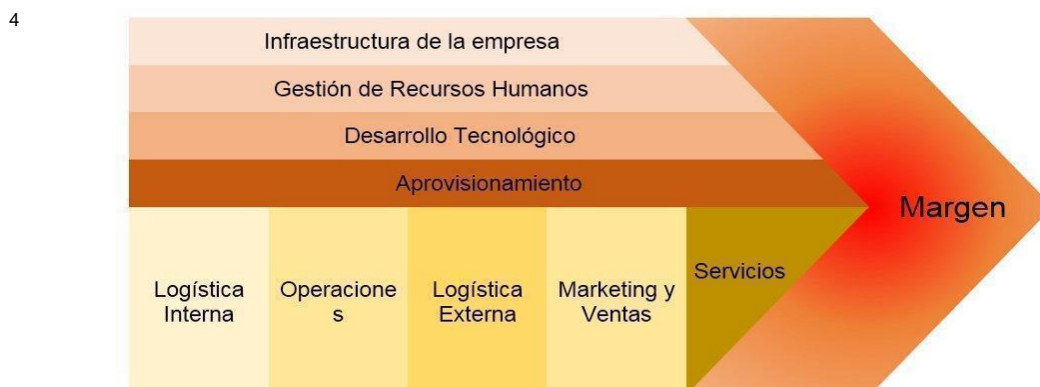 4
Infraestructura de la empresa
Gestión de Recursos Humanos
Desarrollo Tecnológico
Aprovisionamiento
Margen
Logística
Interna
Operacione
s
Logística
Externa
Marketing y
Ventas
Servicios